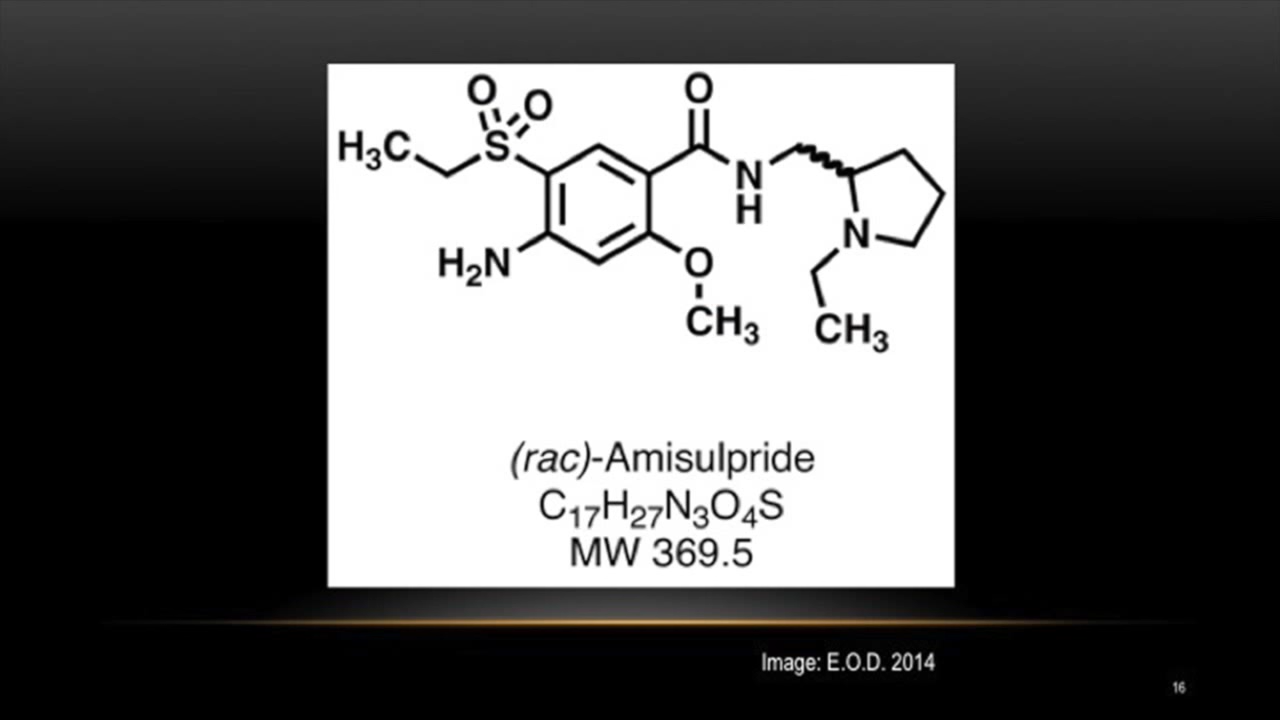 O
O
O
H₃C
S
N
H
N
H₂N
O
CH₃
CH₃
(rac)-Amisulpride
C₁₇H₂₇N₃O₄S
MW 369.5
Image: E.O.D. 2014
16